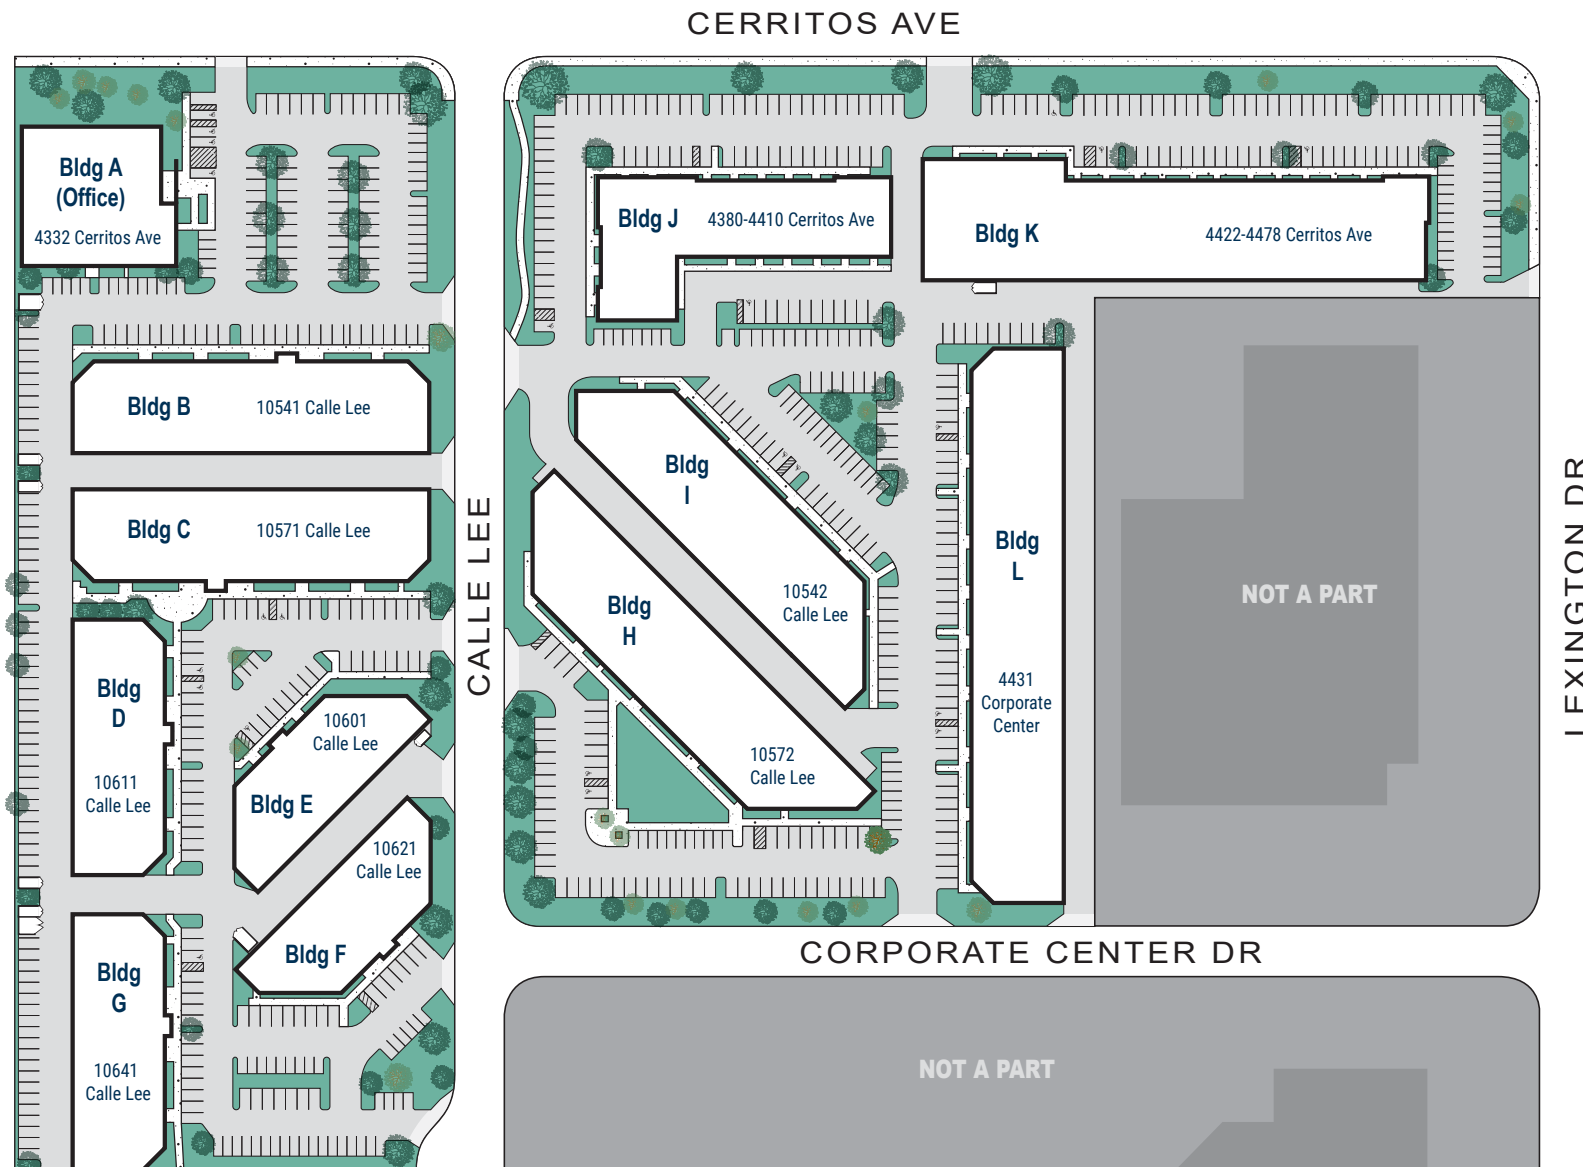 CERRITOS AVE
Bldg A
(Office)
4332 Cerritos Ave
Bldg J
4380-4410 Cerritos Ave
Bldg K
4422-4478 Cerritos Ave
Bldg B
10541 Calle Lee
Bldg C
10571 Calle Lee
CALLE LEE
Bldg
I
10542
Calle Lee
Bldg
H
10572
Calle Lee
Bldg
L
4431
Corporate
Center
NOT A PART
LEXINGTON DR
Bldg
D
10611
Calle Lee
10601
Calle Lee
Bldg E
10621
Calle Lee
Bldg F
Bldg
G
10641
Calle Lee
CORPORATE CENTER DR
NOT A PART